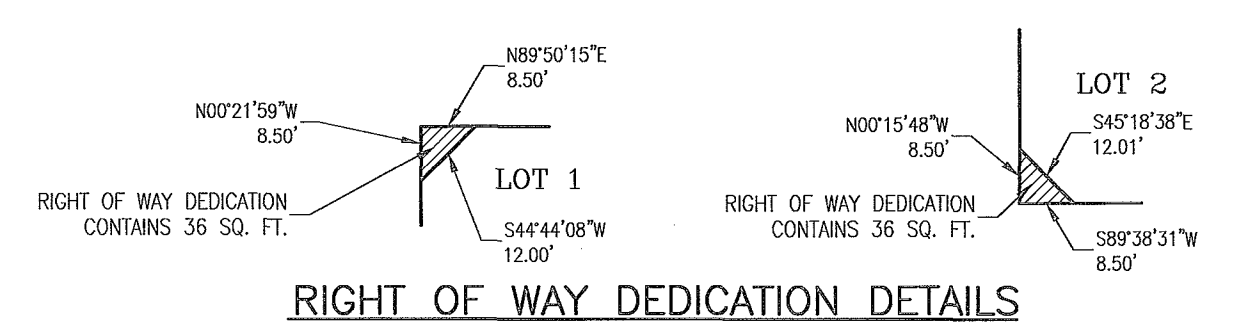 N89°50'15"E
8.50'
N00°21'59"W
8.50'
RIGHT OF WAY DEDICATION
CONTAINS 36 SQ. FT.
LOT 1
S44°44'08"W
12.00'
LOT 2
N00°15'48"W
8.50'
S45°18'38"E
12.01'
RIGHT OF WAY DEDICATION
CONTAINS 36 SQ. FT.
S89°38'31"W
8.50'
RIGHT OF WAY DEDICATION DETAILS